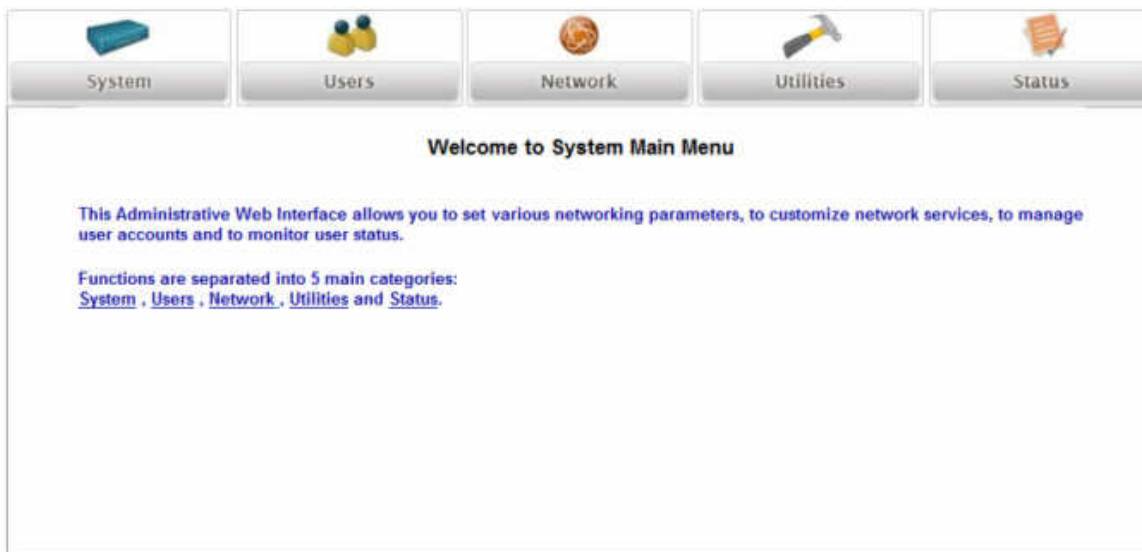 System
Users
Network
Utilities
Status
Welcome to System Main Menu
This Administrative Web Interface allows you to set various networking parameters, to customize network services, to manage
user accounts and to monitor user status.
Functions are separated into 5 main categories:
System , Users , Network , Utilities and Status.